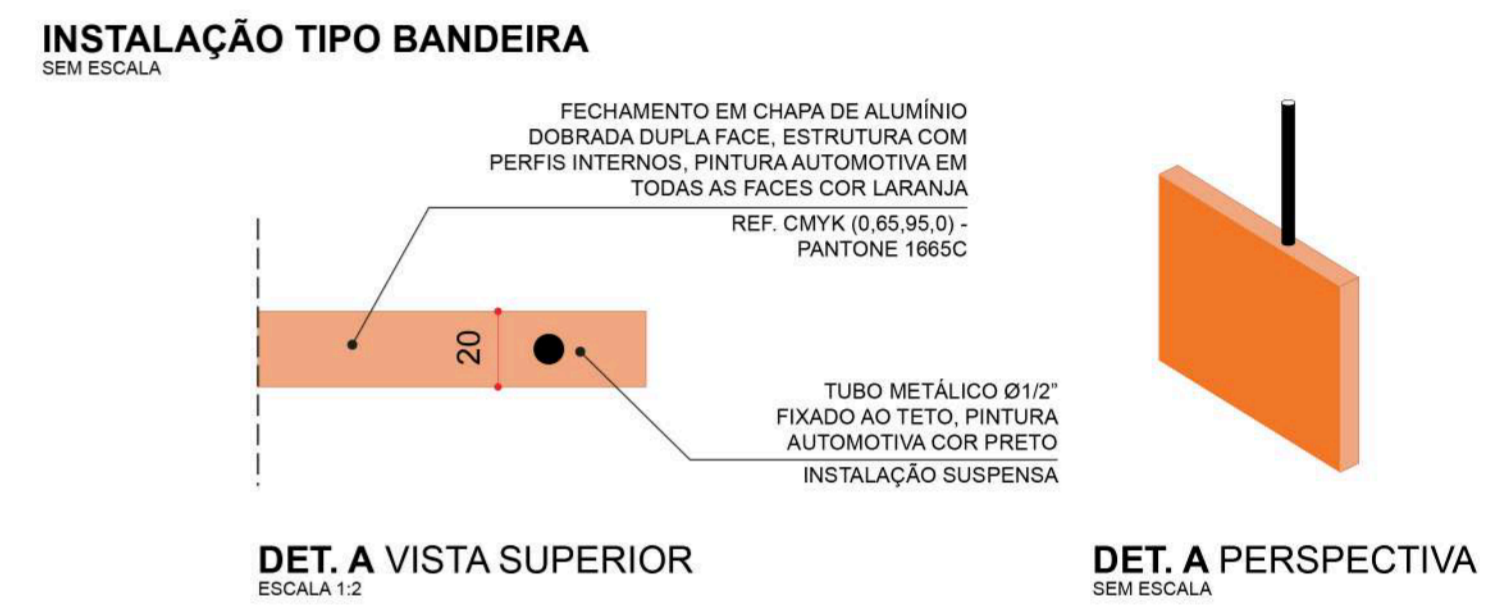 INSTALAÇÃO TIPO BANDEIRA
SEM ESCALA
FECHAMENTO EM CHAPA DE ALUMÍNIO
DOBRADA DUPLA FACE, ESTRUTURA COM
PERFIS INTERNOS, PINTURA AUTOMOTIVA EM
TODAS AS FACES COR LARANJA
REF. CMYK (0,65,95,0) -
PANTONE 1665C
20
TUBO METÁLICO Ø1/2”
FIXADO AO TETO, PINTURA
AUTOMOTIVA COR PRETO
INSTALAÇÃO SUSPENSA
DET. A VISTA SUPERIOR
ESCALA 1:2
DET. A PERSPECTIVA
SEM ESCALA